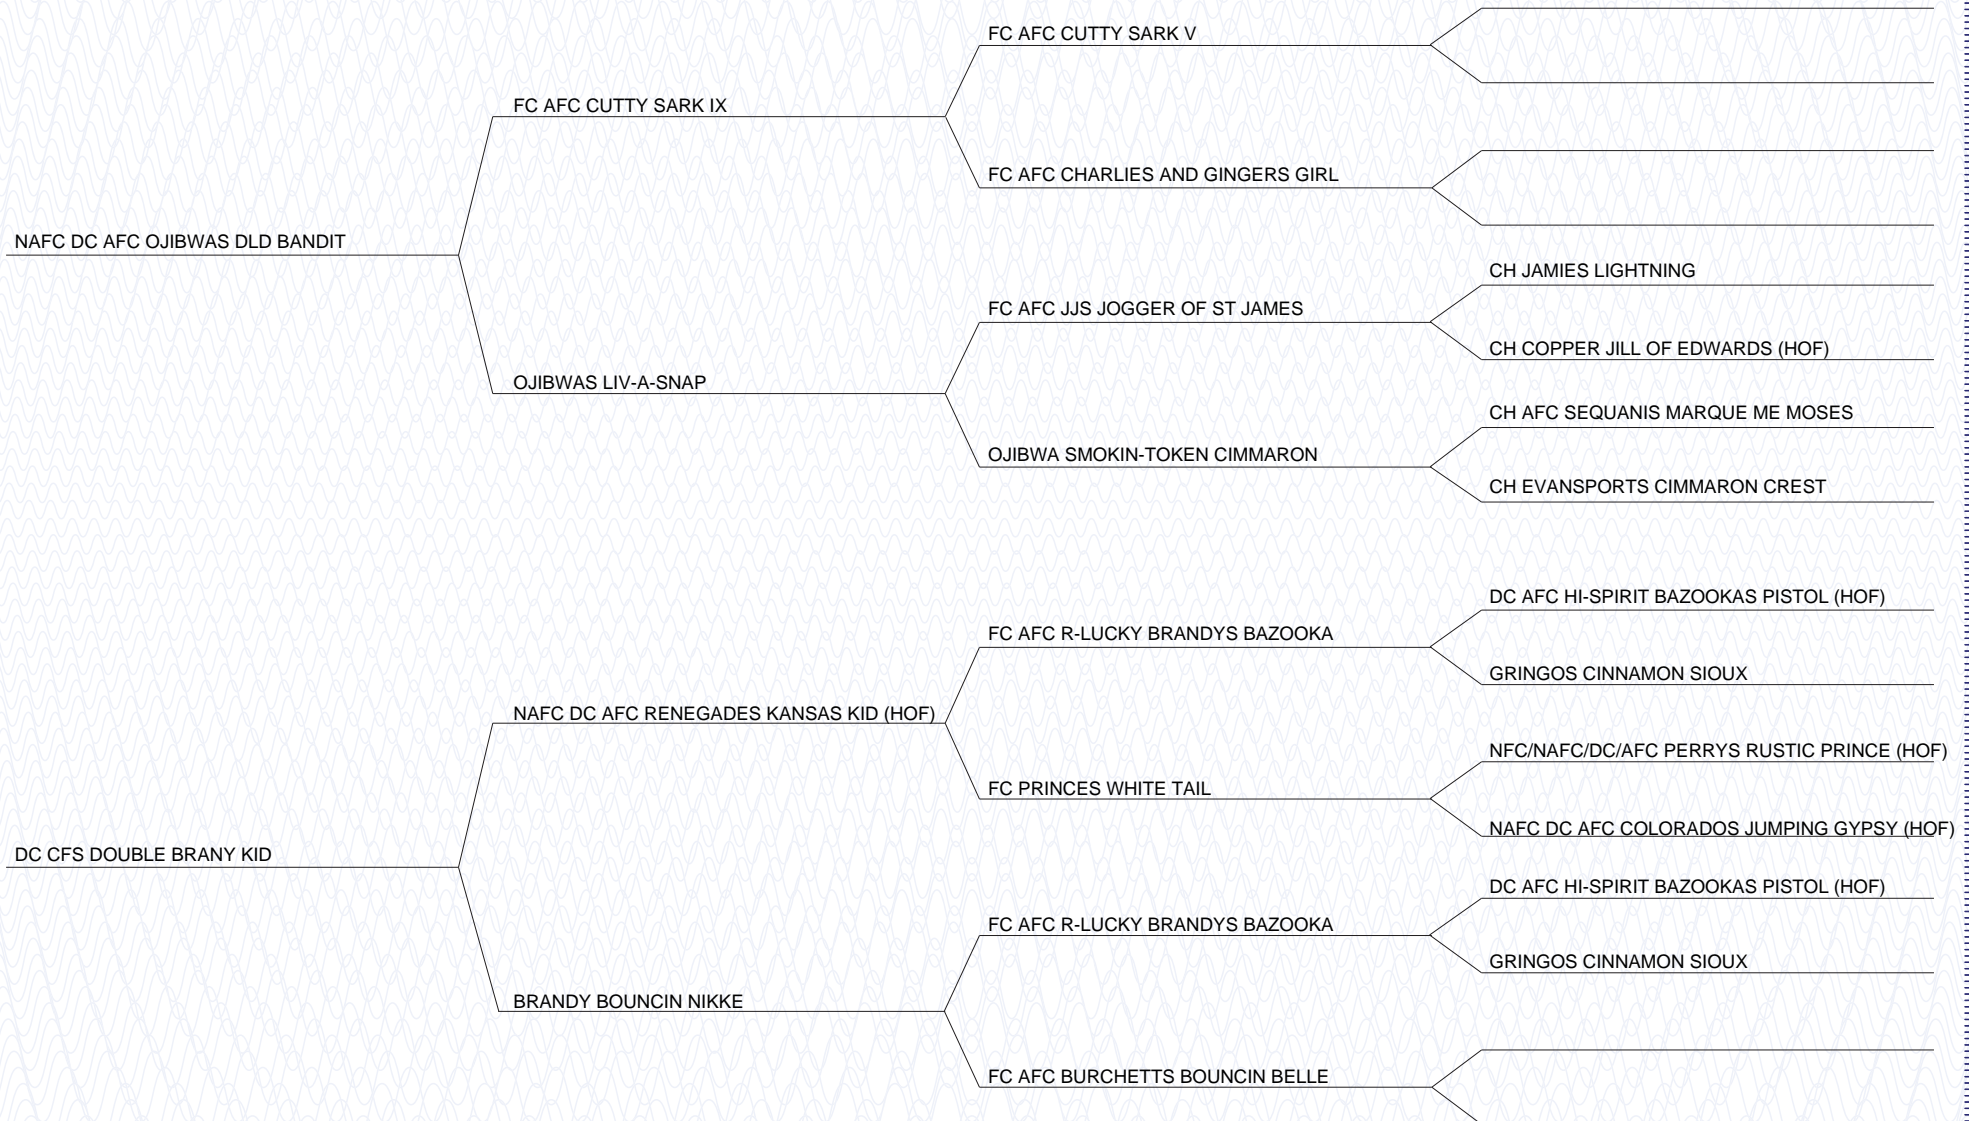 FC AFC CUTTY SARK V
FC AFC CUTTY SARK IX
FC AFC CHARLIES AND GINGERS GIRL
NAFC DC AFC OJIBWAS DLD BANDIT
CH JAMIES LIGHTNING
FC AFC JJS JOGGER OF ST JAMES
CH COPPER JILL OF EDWARDS (HOF)
OJIBWAS LIV-A-SNAP
CH AFC SEQUANIS MARQUE ME MOSES
OJIBWA SMOKIN-TOKEN CIMMARON
CH EVANSPORTS CIMMARON CREST
DC AFC HI-SPIRIT BAZOOKAS PISTOL (HOF)
FC AFC R-LUCKY BRANDYS BAZOOKA
GRINGOS CINNAMON SIOUX
NAFC DC AFC RENEGADES KANSAS KID (HOF)
NFC/NAFC/DC/AFC PERRYS RUSTIC PRINCE (HOF)
FC PRINCES WHITE TAIL
NAFC DC AFC COLORADOS JUMPING GYPSY (HOF)
DC CFS DOUBLE BRANY KID
DC AFC HI-SPIRIT BAZOOKAS PISTOL (HOF)
FC AFC R-LUCKY BRANDYS BAZOOKA
GRINGOS CINNAMON SIOUX
BRANDY BOUNCIN NIKKE
FC AFC BURCHETTS BOUNCIN BELLE